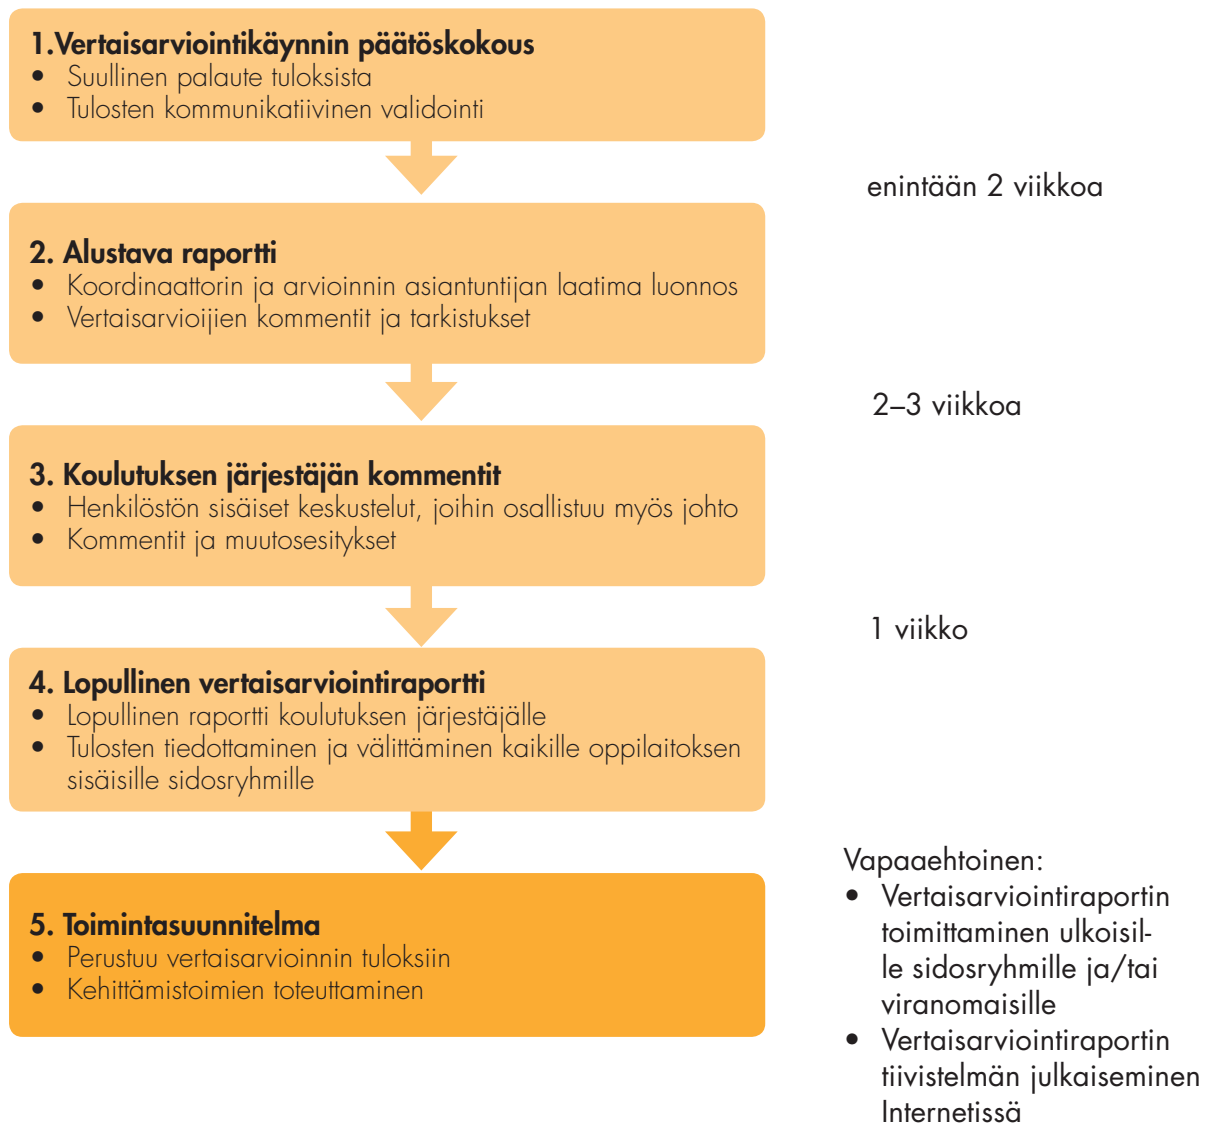 1.Vertaisarviointikäynnin päätöskokous
• Suullinen palaute tuloksista
• Tulosten kommunikatiivinen validointi
enintään 2 viikkoa
2. Alustava raportti
• Koordinaattorin ja arvioinnin asiantuntijan laatima luonnos
• Vertaisarvioijien kommentit ja tarkistukset
2–3 viikkoa
3. Koulutuksen järjestäjän kommentit
• Henkilöstön sisäiset keskustelut, joihin osallistuu myös johto
• Kommentit ja muutosesitykset
1 viikko
4. Lopullinen vertaisarviointiraportti
• Lopullinen raportti koulutuksen järjestäjälle
• Tulosten tiedottaminen ja välittäminen kaikille oppilaitoksen
sisäisille sidosryhmille
5. Toimintasuunnitelma
• Perustuu vertaisarvioinnin tuloksiin
• Kehittämistoimien toteuttaminen
Vapaaehtoinen:
• Vertaisarviointiraportin
toimittaminen ulkoisil-
le sidosryhmille ja/tai
viranomaisille
• Vertaisarviointiraportin
tiivistelmän julkaiseminen
Internetissä